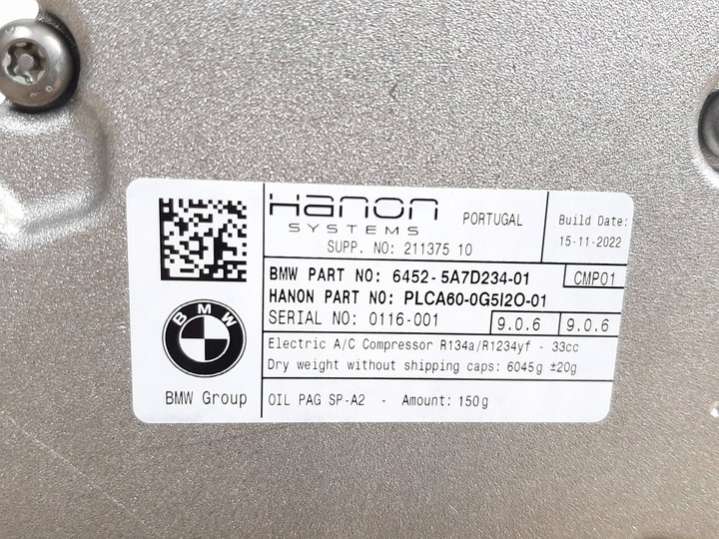 Hanon
SYSTEMS
PORTUGAL
SUPP. NO: 211375 10
Build Date:
15-11-2022
BMW PART NO: 6452-5A7D234-01
CMP01
HANON PART NO: PLCA60-0G5I2O-01
SERIAL NO: 0116-001
9.0.6
9.0.6
Electric A/C Compressor R134a/R1234yf - 33cc
Dry weight without shipping caps: 6045g ±20g
BMW
BMW Group
OIL PAG SP-A2 - Amount: 150g